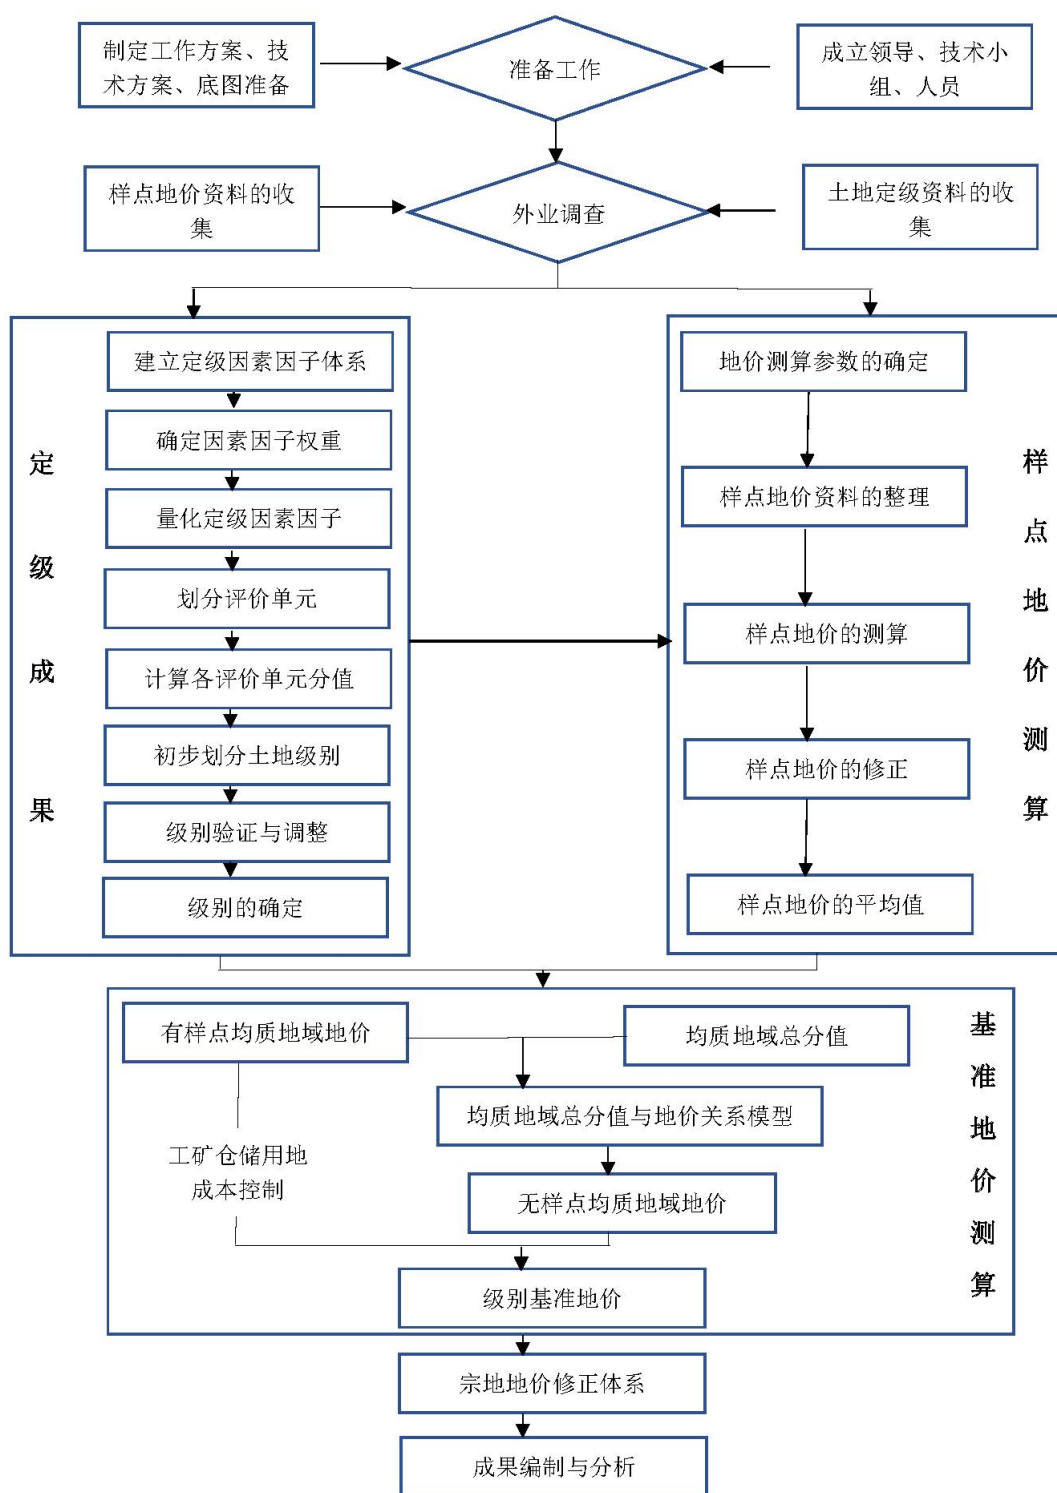 制定工作方案、技
术方案、底图准备
准备工作
成立领导、技术小
组、人员
样点地价资料的收
集
外业调查
土地定级资料的收
集
定级成果
建立定级因素因子体系
确定因素因子权重
量化定级因素因子
划分评价单元
计算各评价单元分值
初步划分土地级别
级别验证与调整
级别的确定
地价测算参数的确定
样点地价资料的整理
样点地价的测算
样点地价的修正
样点地价的平均值
样点地价测算
有样点均质地域地价
均质地域总分值
均质地域总分值与地价关系模型
工矿仓储用地
成本控制
无样点均质地域地价
级别基准地价
基准地价测算
宗地地价修正体系
成果编制与分析